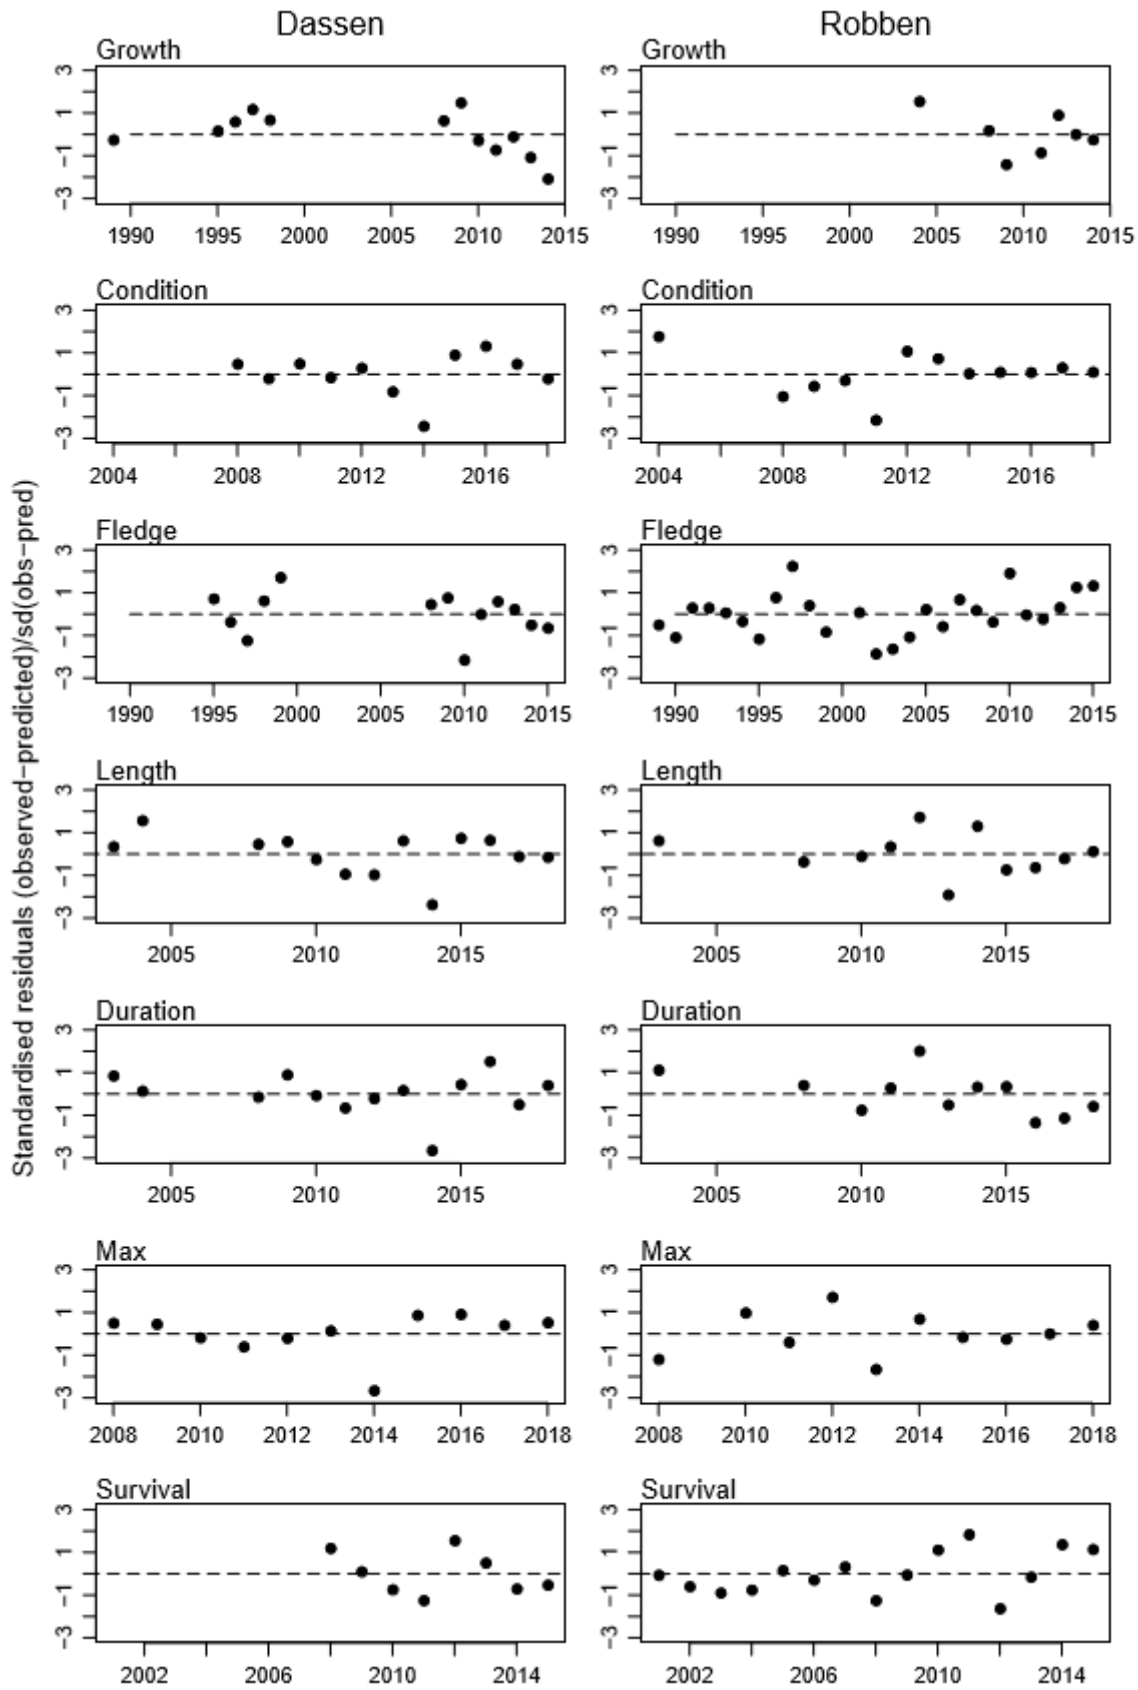 Dassen Robben
Growth Growth
3 1 -1 -3 3 1 -1 -3
1990 1995 2000 2005 2010 2015 1990 1995 2000 2005 2010 2015
Condition Condition
3 1 -1 -3 3 1 -1 -3
2004 2008 2012 2016 2004 2008 2012 2016
Fledge Fledge
3 1 -1 -3 3 1 -1 -3
1990 1995 2000 2005 2010 2015 1990 1995 2000 2005 2010 2015
Length Length
3 1 -1 -3 3 1 -1 -3
2005 2010 2015 2005 2010 2015
Duration Duration
3 1 -1 -3 3 1 -1 -3
2005 2010 2015 2005 2010 2015
Max Max
3 1 -1 -3 3 1 -1 -3
2008 2010 2012 2014 2016 2018 2008 2010 2012 2014 2016 2018
Survival Survival
3 1 -1 -3 3 1 -1 -3
2002 2006 2010 2014 2002 2006 2010 2014
Standardised residuals (observed-predicted)/sd(obs-pred)